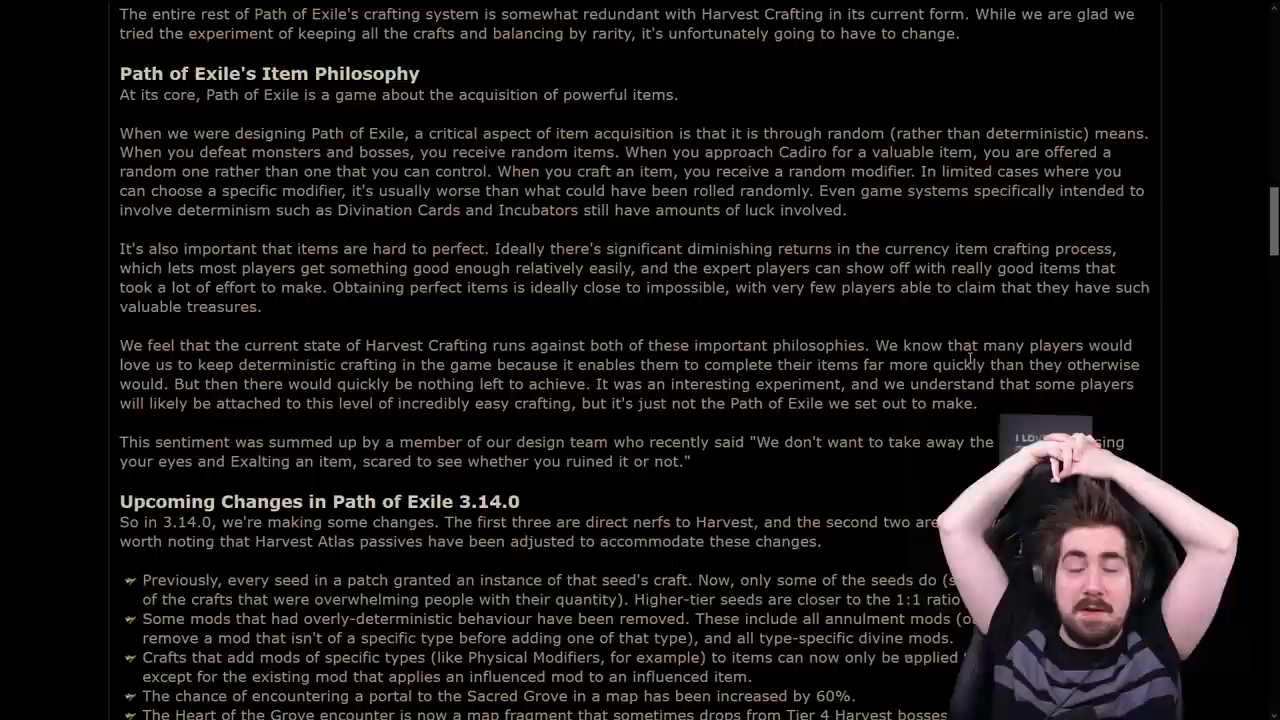 The entire rest of Path of Exile's crafting system is somewhat redundant with Harvest Crafting in its current form. While we are glad we
tried the experiment of keeping all the crafts and balancing by rarity, it's unfortunately going to have to change.
Path of Exile's Item Philosophy
At its core, Path of Exile is a game about the acquisition of powerful items.
When we were designing Path of Exile, a critical aspect of item acquisition is that it is through random (rather than deterministic) means.
When you defeat monsters and bosses, you receive random items. When you approach Cadiro for a valuable item, you are offered a
random one rather than one that you can control. When you craft an item, you receive a random modifier. In limited cases where you
can choose a specific modifier, it's usually worse than what could have been rolled randomly. Even game systems specifically intended to
involve determinism such as Divination Cards and Incubators still have amounts of luck involved.
It's also important that items are hard to perfect. Ideally there's significant diminishing returns in the currency item crafting process,
which lets most players get something good enough relatively easily, and the expert players can show off with really good items that
took a lot of effort to make. Obtaining perfect items is ideally close to impossible, with very few players able to claim that they have such
valuable treasures.
We feel that the current state of Harvest Crafting runs against both of these important philosophies. We know that many players would
love us to keep deterministic crafting in the game because it enables them to complete their items far more quickly than they otherwise
would. But then there would quickly be nothing left to achieve. It was an interesting experiment, and we understand that some players
will likely be attached to this level of incredibly easy crafting, but it's just not the Path of Exile we set out to make.
This sentiment was summed up by a member of our design team who recently said "We don't want to take away the
your eyes and Exalting an item, scared to see whether you ruined it or not."
Upcoming Changes in Path of Exile 3.14.0
So in 3.14.0, we're making some changes. The first three are direct nerfs to Harvest, and the second two are
worth noting that Harvest Atlas passives have been adjusted to accommodate these changes.
Previously, every seed in a patch granted an instance of that seed's craft. Now, only some of the seeds do
of the crafts that were overwhelming people with their quantity). Higher-tier seeds are closer to the 1:1 ratio
Some mods that had overly-deterministic behaviour have been removed. These include all annulment mods
remove a mod that isn't of a specific type before adding one of that type), and all type-specific divine mods.
Crafts that add mods of specific types (like Physical Modifiers, for example) to items can now only be applied
except for the existing mod that applies an influenced mod to an influenced item.
The chance of encountering a portal to the Sacred Grove in a map has been increased by 60%.
The Heart of the Grove encounter is now a map fragment that sometimes drops from Tier 4 Harvest bosses